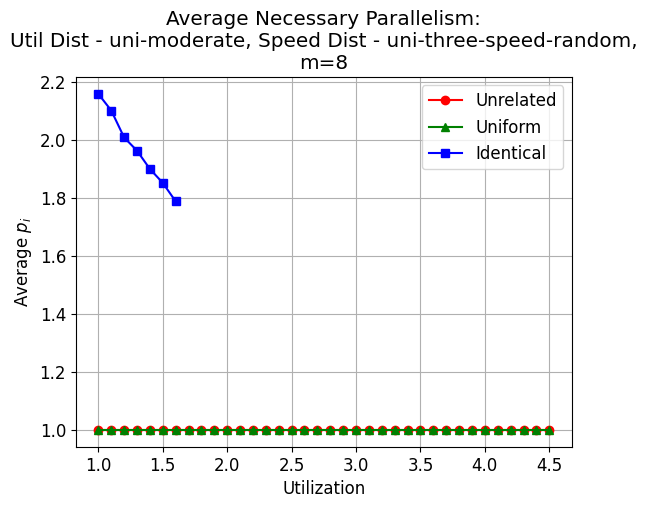 Average Necessary Parallelism:
Util Dist - uni-moderate, Speed Dist - uni-three-speed-random,
m=8
Unrelated
Uniform
Identical
Average pᵢ
2.2
2.0
1.8
1.6
1.4
1.2
1.0
1.0 1.5 2.0 2.5 3.0 3.5 4.0 4.5
Utilization